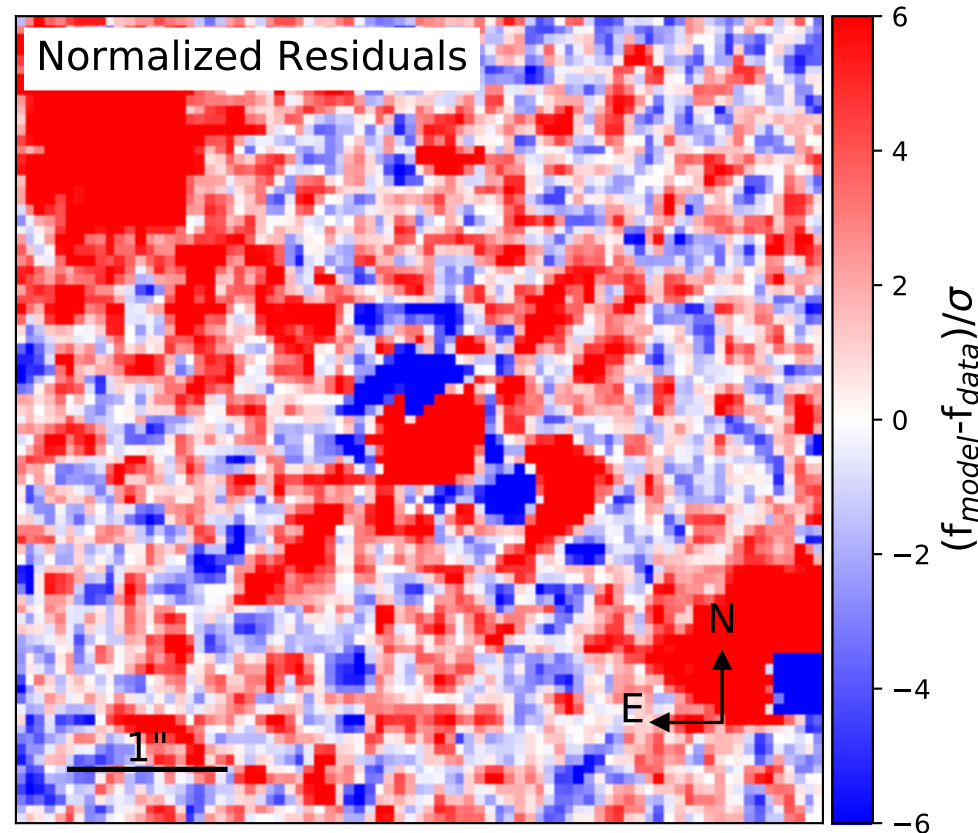 Normalized Residuals
6
4
2
0
−2
−4
−6
(f_model-f_data)/σ
N
E
1"